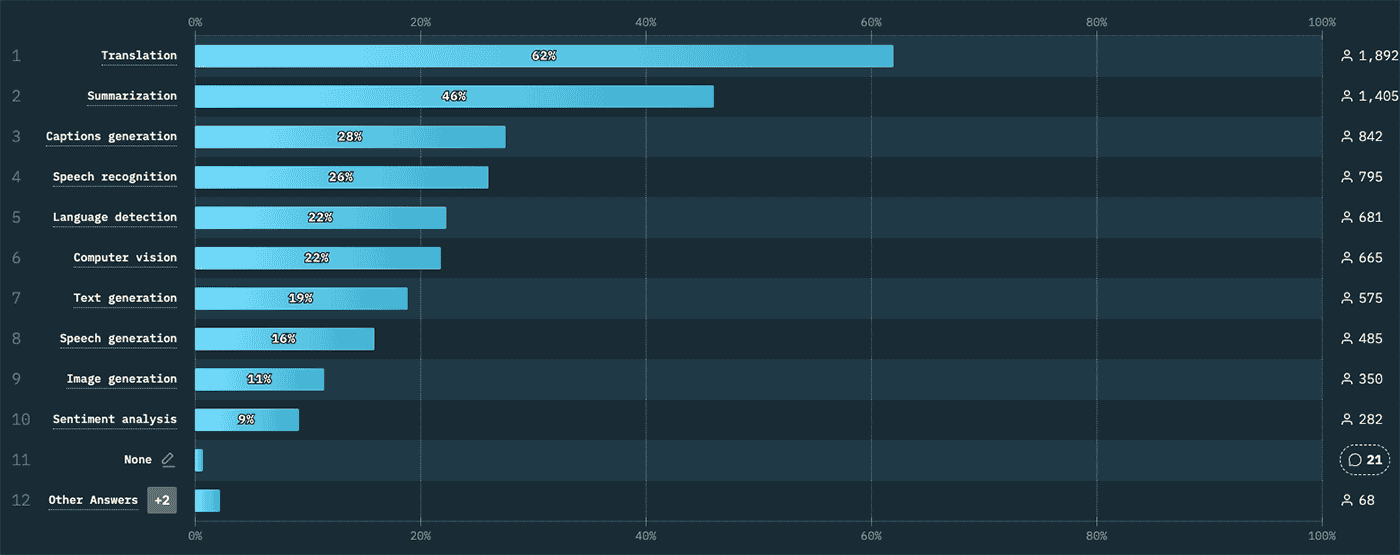 0% 20% 40% 60% 80% 100%
1 Translation 62% 1,892
2 Summarization 46% 1,405
3 Captions generation 28% 842
4 Speech recognition 26% 795
5 Language detection 22% 681
6 Computer vision 22% 665
7 Text generation 19% 575
8 Speech generation 16% 485
9 Image generation 11% 350
10 Sentiment analysis 9% 282
11 None 21
12 Other Answers +2 68
0% 20% 40% 60% 80% 100%